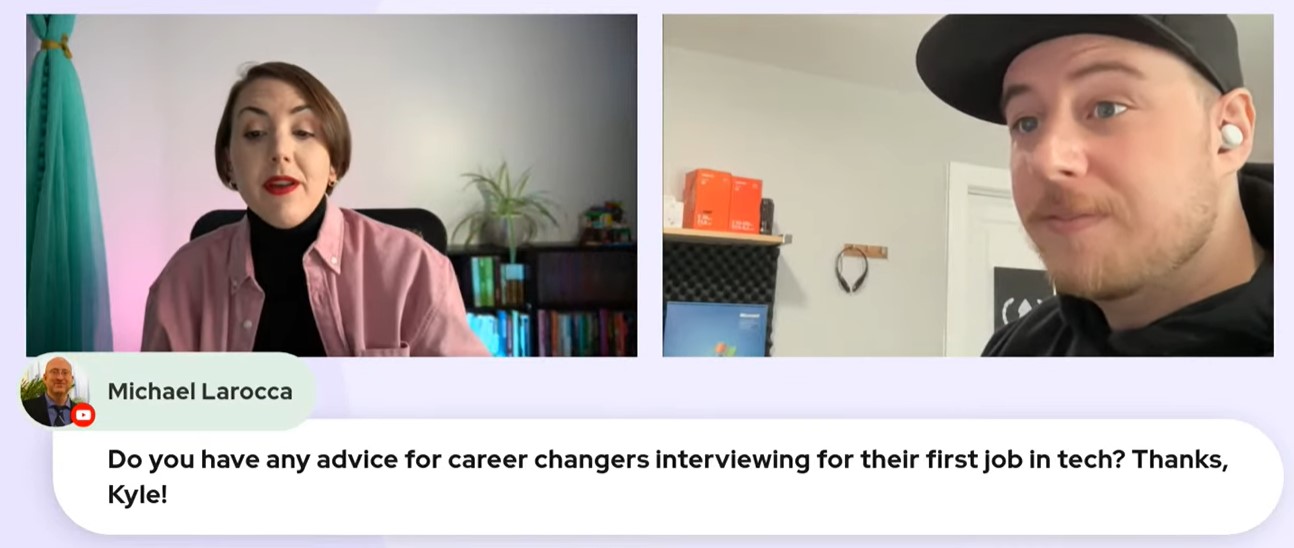 Michael Larocca
Do you have any advice for career changers interviewing for their first job in tech? Thanks,
Kyle!